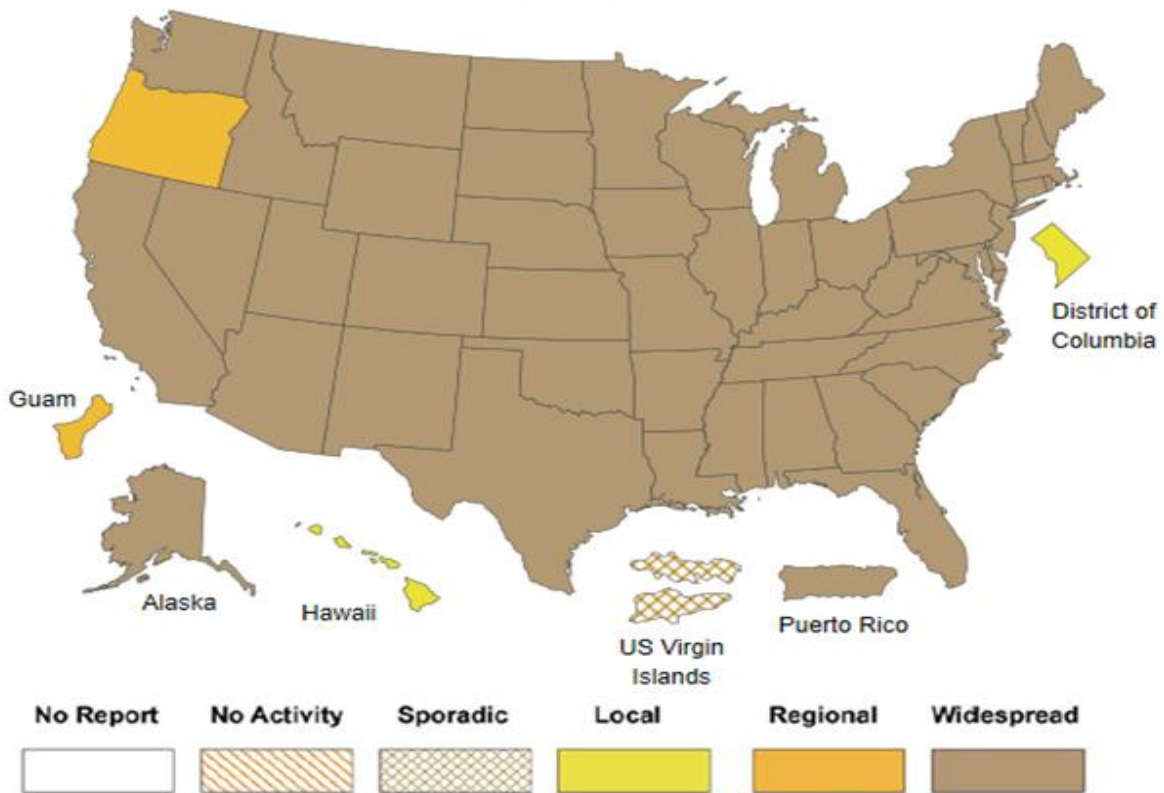 District of
Columbia
Guam
Alaska
Hawaii
US Virgin
Islands
Puerto Rico
No Report
No Activity
Sporadic
Local
Regional
Widespread